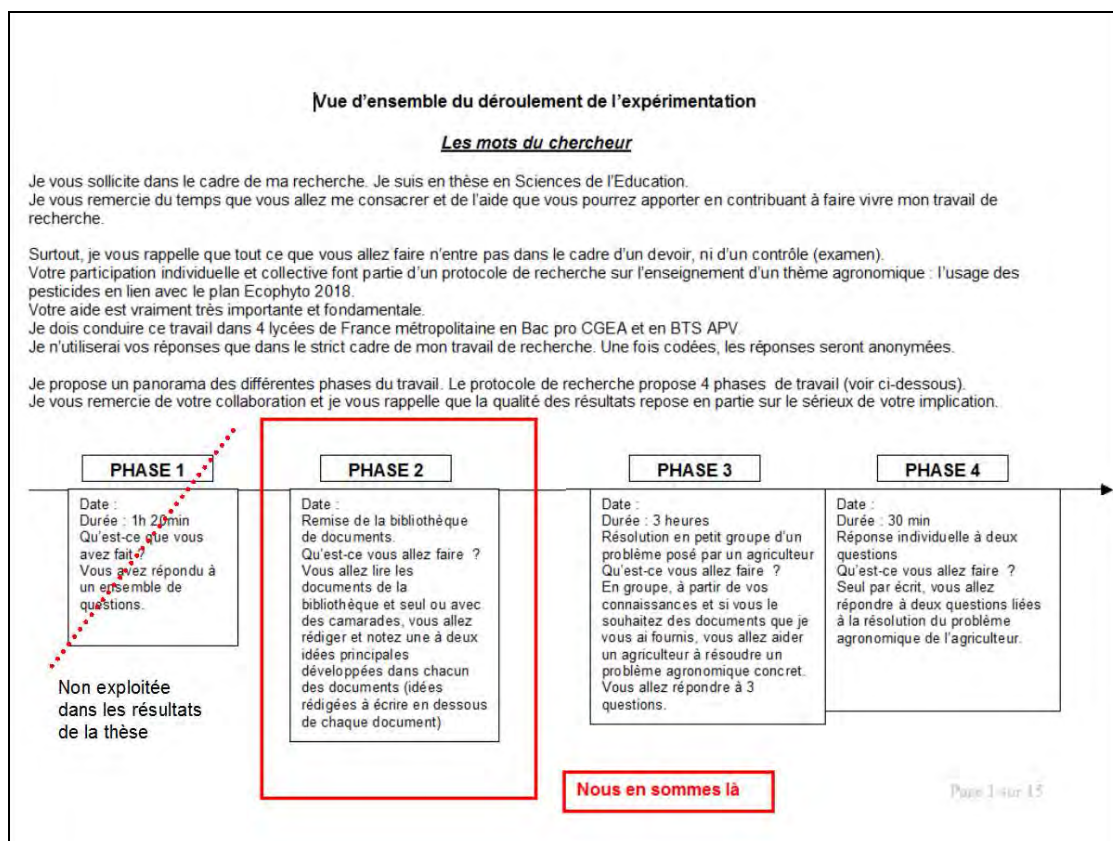 Vue d'ensemble du déroulement de l'expérimentation
Les mots du chercheur
Je vous sollicite dans le cadre de ma recherche. Je suis en thèse en Sciences de l'Education.
Je vous remercie du temps que vous allez me consacrer et de l'aide que vous pourrez apporter en contribuant à faire vivre mon travail de
recherche.
Surtout, je vous rappelle que tout ce que vous allez faire n'entre pas dans le cadre d'un devoir, ni d'un contrôle (examen).
Votre participation individuelle et collective font partie d'un protocole de recherche sur l'enseignement d'un thème agronomique : l'usage des
pesticides en lien avec le plan Ecophyto 2018.
Votre aide est vraiment très importante et fondamentale.
Je dois conduire ce travail dans 4 lycées de France métropolitaine en Bac pro CGEA et en BTS APV
Je n'utiliserai vos réponses que dans le strict cadre de mon travail de recherche. Une fois codées, les réponses seront anonymées.
Je propose un panorama des différentes phases du travail. Le protocole de recherche propose 4 phases de travail (voir ci-dessous).
Je vous remercie de votre collaboration et je vous rappelle que la qualité des résultats repose en partie sur le sérieux de votre implication.
PHASE 1
Date :
Durée : 1h 20min
Qu'est-ce que vous
avez fait ?
Vous avez répondu à
un ensemble de
questions.
Non exploitée
dans les résultats
de la thèse
PHASE 2
Date :
Remise de la bibliothèque
de documents.
Qu'est-ce vous allez faire ?
Vous allez lire les
documents de la
bibliothèque et seul ou avec
des camarades, vous allez
rédiger et notez une à deux
idées principales
développées dans chacun
des documents (idées
rédigées à écrire en dessous
de chaque document)
PHASE 3
Date :
Durée : 3 heures
Résolution en petit groupe d'un
problème posé par un agriculteur
Qu'est-ce vous allez faire ?
En groupe, à partir de vos
connaissances et si vous le
souhaitez des documents que je
vous ai fournis, vous allez aider
un agriculteur à résoudre un
problème agronomique concret.
Vous allez répondre à 3
questions.
PHASE 4
Date :
Durée : 30 min
Réponse individuelle à deux
questions
Qu'est-ce vous allez faire ?
Seul par écrit, vous allez
répondre à deux questions liées
à la résolution du problème
agronomique de l'agriculteur.
Nous en sommes là
Page 1 sur 15